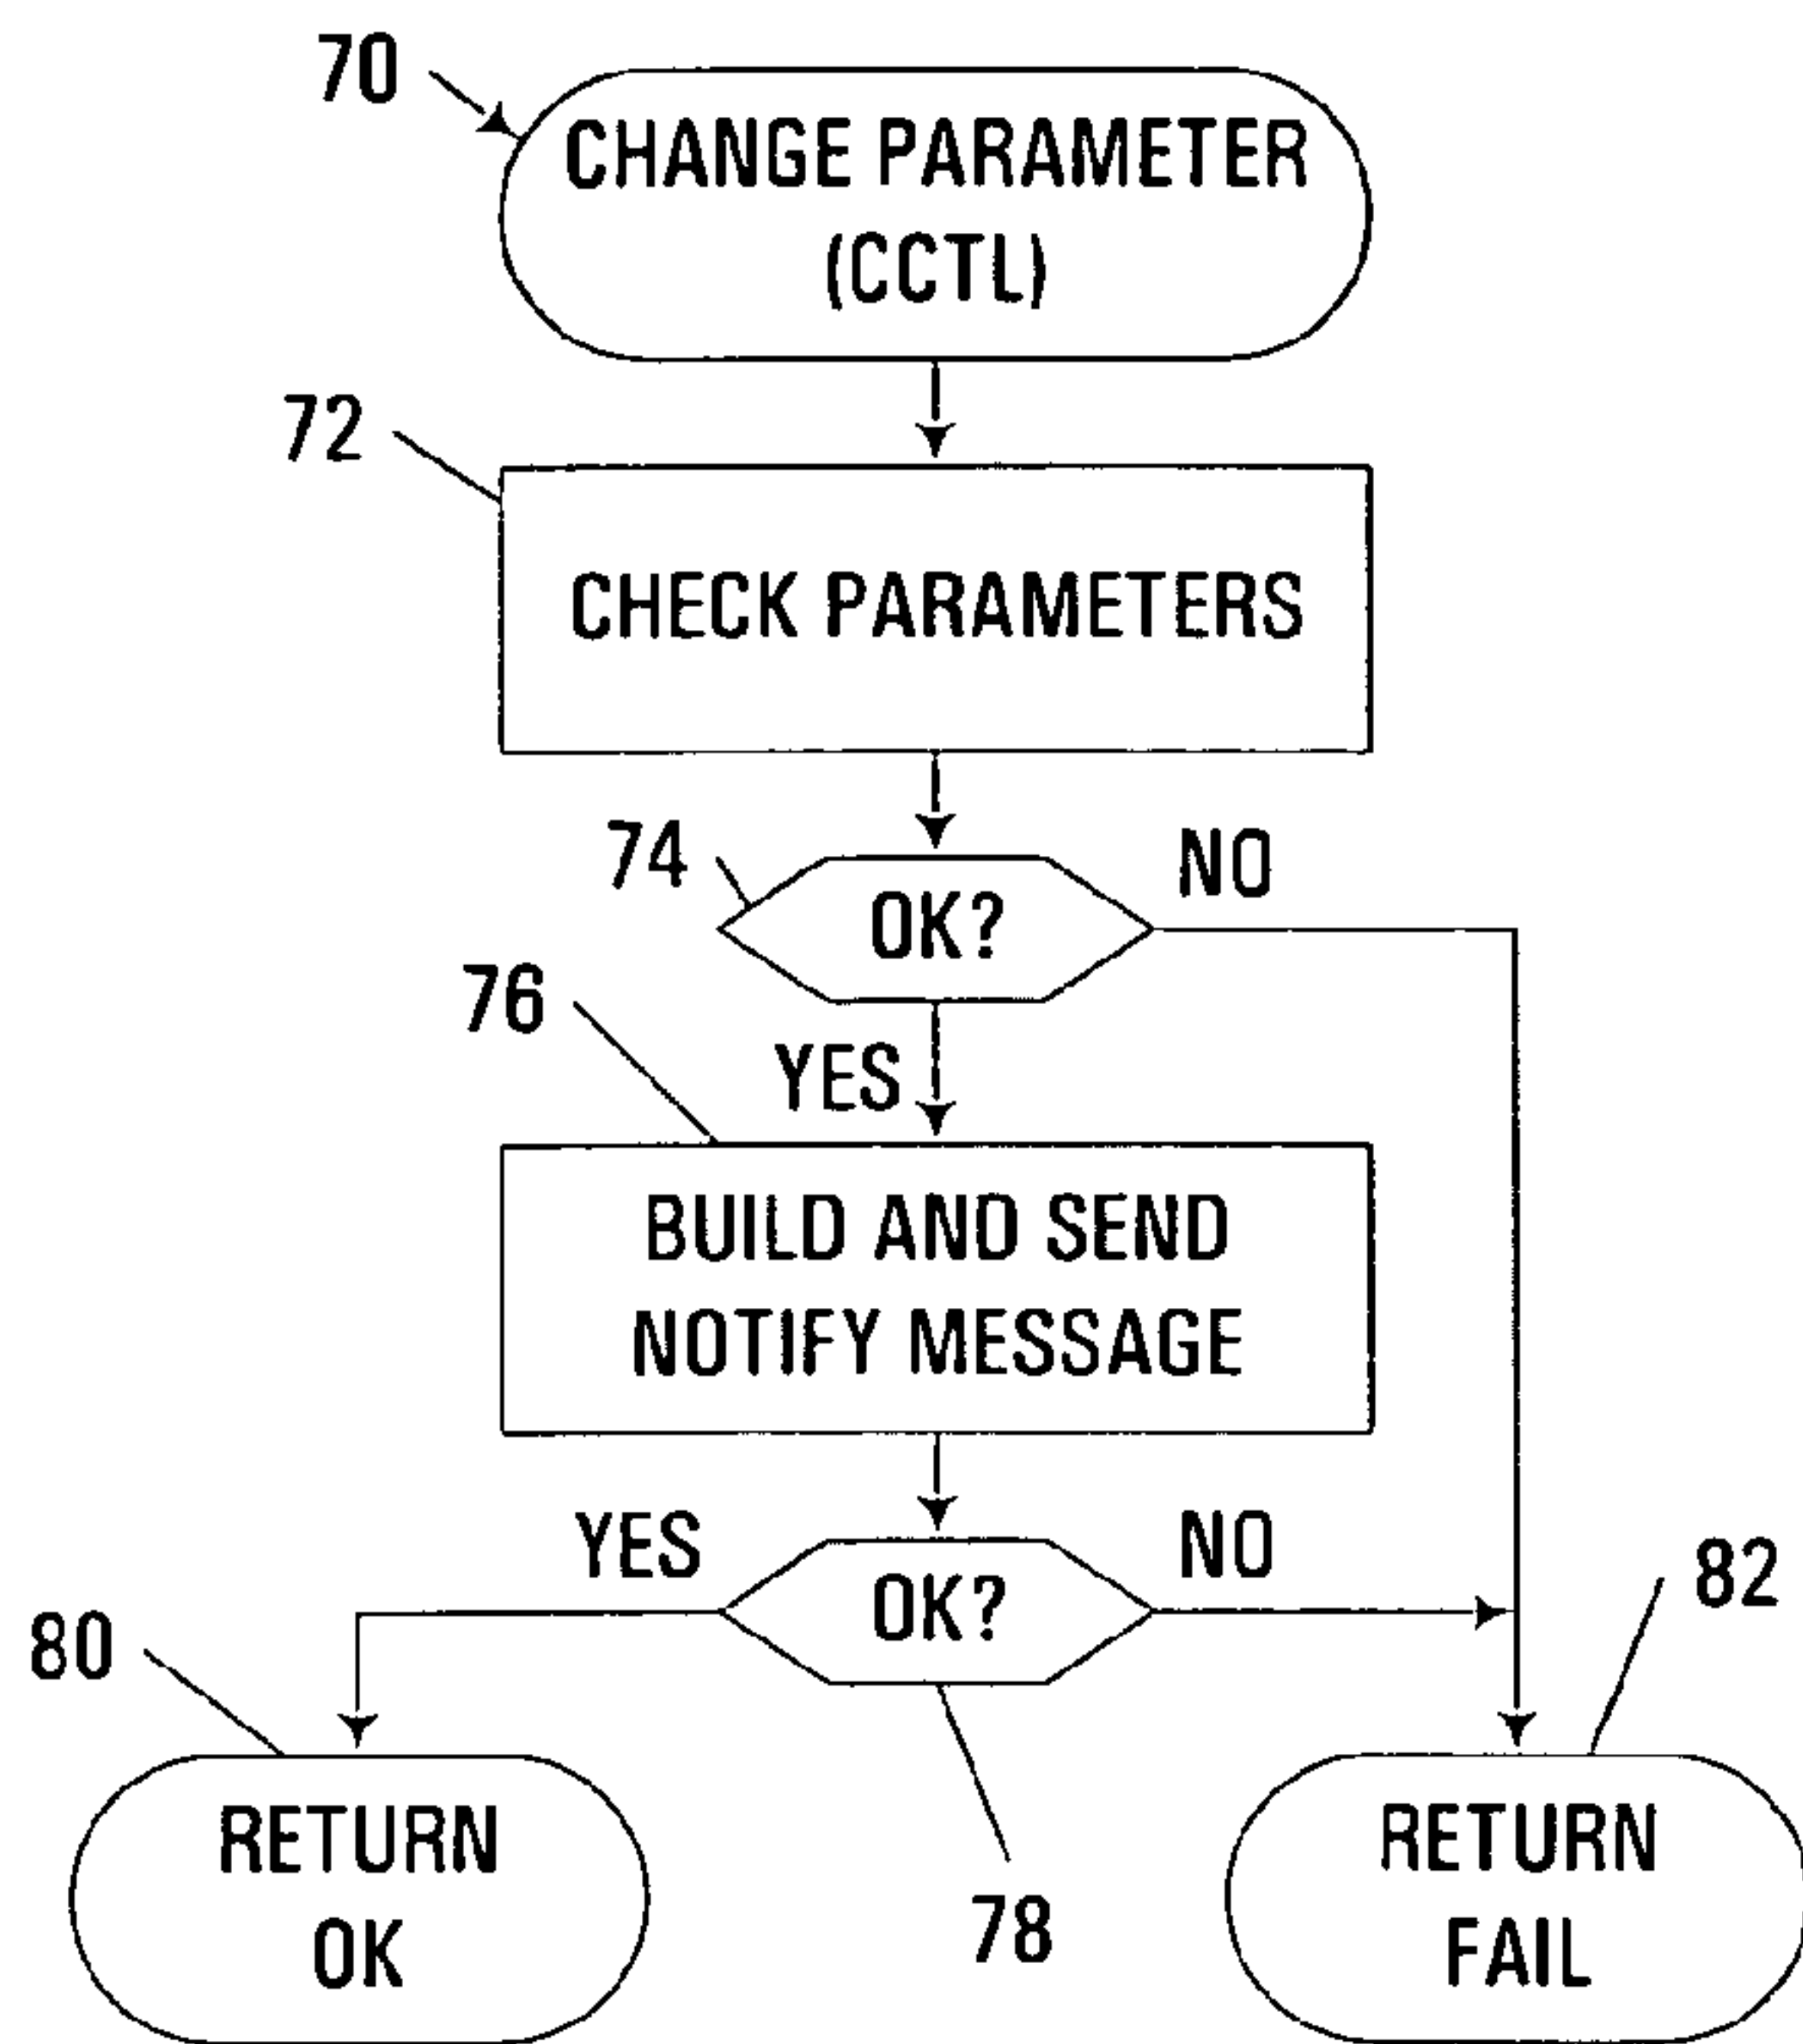 70
CHANGE PARAMETER
(CCTL)
72
CHECK PARAMETERS
74
OK?
NO
76
YES
BUILD AND SEND
NOTIFY MESSAGE
YES
OK?
NO
82
80
RETURN
OK
78
RETURN
FAIL